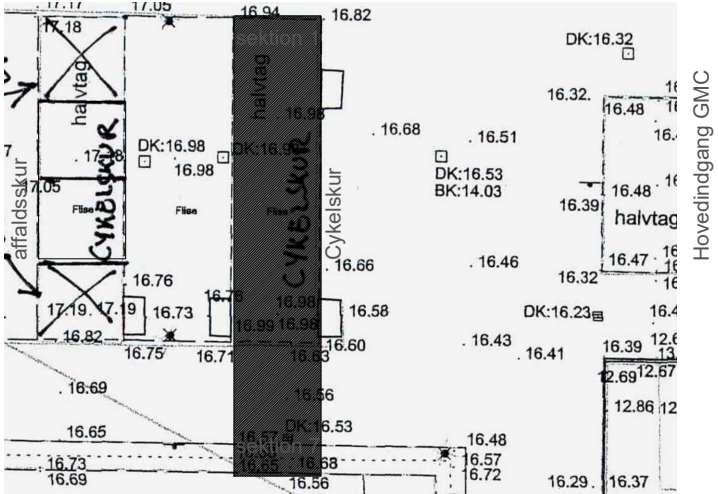 17.17
17.05
16.94
16.82
17.18
sektion 1
DK:16.32
halvtag
halvtag
16.32.
16.48
16.98
16.68
16.51
DK:16.98
DK:16.98
16.98
17.18
DK:16.53
BK:14.03
17.05
CYKELSKUR
CYKELSKUR
Flise
Flise
Flise
affaldsskur
Cykelskur
Hovedindgang GMC
16.48
16.39
halvtag
16.66
16.46
16.47
16.32
16.76
16.76
16.98
16.58
17.19
17.19
16.73
16.99
16.98
DK:16.23
16.82
16.60
16.43
16.75
16.71
16.63
16.41
16.39
12.69
12.67
16.69
16.56
12.86
12
DK:16.53
16.65
16.57
16.48
sektion 7
16.57
16.73
16.65
16.68
16.72
16.69
16.56
16.29
16.37